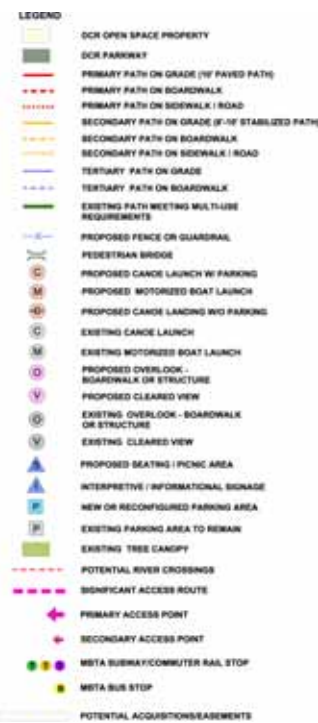 LEGEND
DCR OPEN SPACE PROPERTY
DCR PARKWAY
PRIMARY PATH ON GRADE (10' PAVED PATH)
PRIMARY PATH ON BOARDWALK
PRIMARY PATH ON SIDEWALK / ROAD
SECONDARY PATH ON GRADE (8'-10' STABILIZED PATH)
SECONDARY PATH ON BOARDWALK
SECONDARY PATH ON SIDEWALK / ROAD
TERTIARY PATH ON GRADE
TERTIARY PATH ON BOARDWALK
EXISTING PATH MEETING MULTI-USE
REQUIREMENTS
PROPOSED FENCE OR GUARDRAIL
PEDESTRIAN BRIDGE
C PROPOSED CANOE LAUNCH W/ PARKING
M PROPOSED MOTORIZED BOAT LAUNCH
PROPOSED CANOE LANDING W/O PARKING
C EXISTING CANOE LAUNCH
M EXISTING MOTORIZED BOAT LAUNCH
O PROPOSED OVERLOOK -
BOARDWALK OR STRUCTURE
V PROPOSED CLEARED VIEW
O EXISTING OVERLOOK - BOARDWALK
OR STRUCTURE
V EXISTING CLEARED VIEW
PROPOSED SEATING / PICNIC AREA
INTERPRETIVE / INFORMATIONAL SIGNAGE
P NEW OR RECONFIGURED PARKING AREA
P EXISTING PARKING AREA TO REMAIN
EXISTING TREE CANOPY
POTENTIAL RIVER CROSSINGS
SIGNIFICANT ACCESS ROUTE
PRIMARY ACCESS POINT
SECONDARY ACCESS POINT
MBTA SUBWAY/COMMUTER RAIL STOP
MBTA BUS STOP
POTENTIAL ACQUISITIONS/EASEMENTS